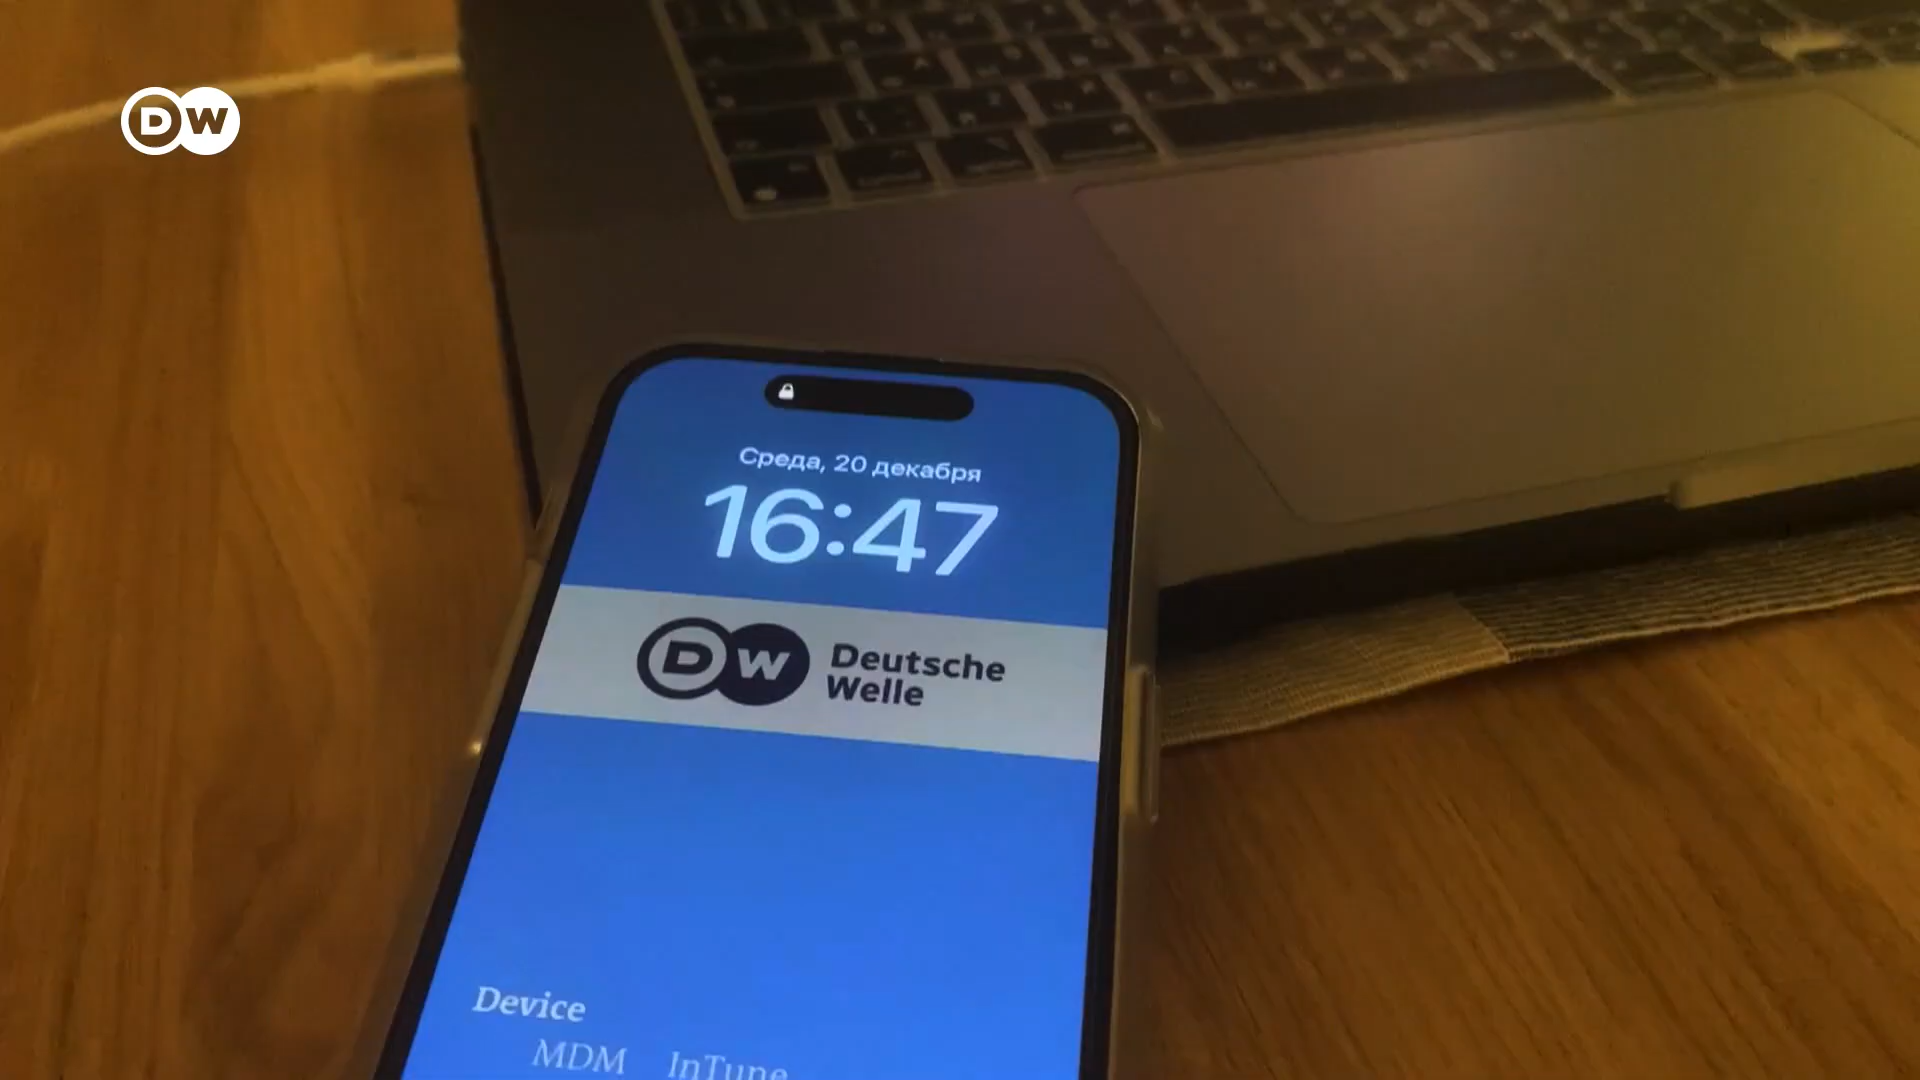 DW
Среда, 20 декабря
16:47
DW Deutsche
Welle
Device
MDM InTune